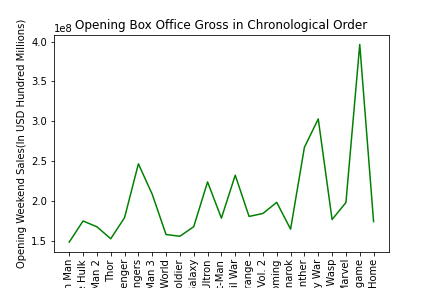 Opening Box Office Gross in Chronological Order
1e8
Opening Weekend Sales(In USD Hundred Millions)
4.0
3.5
3.0
2.5
2.0
1.5
n Man
Hulk
Man 2
Thor
enger
ngers
Man 3
World
oldier
alaxy
Ultron
t-Man
il War
range
Vol. 2
oming
narok
nther
y War
Wasp
Marvel
game
Home